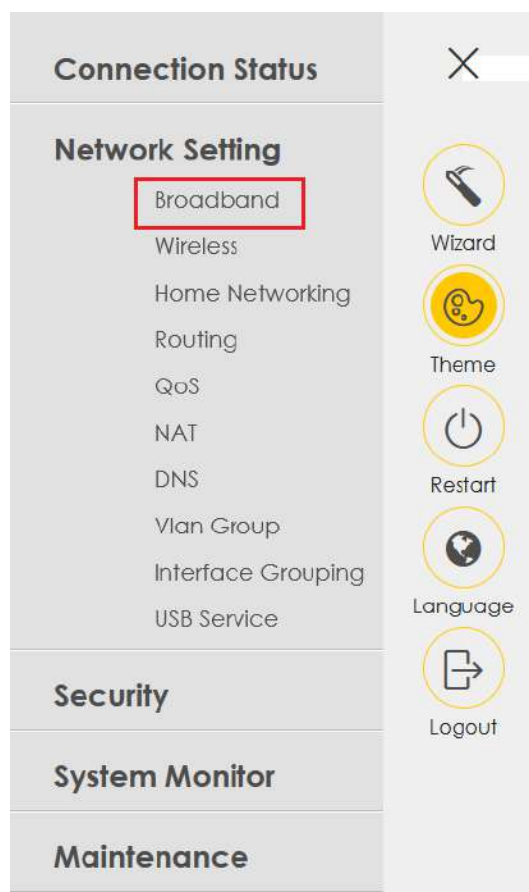 Connection Status
Network Setting
Broadband
Wireless
Home Networking
Routing
QoS
NAT
DNS
Vlan Group
Interface Grouping
USB Service
Security
System Monitor
Maintenance
Wizard
Theme
Restart
Language
Logout